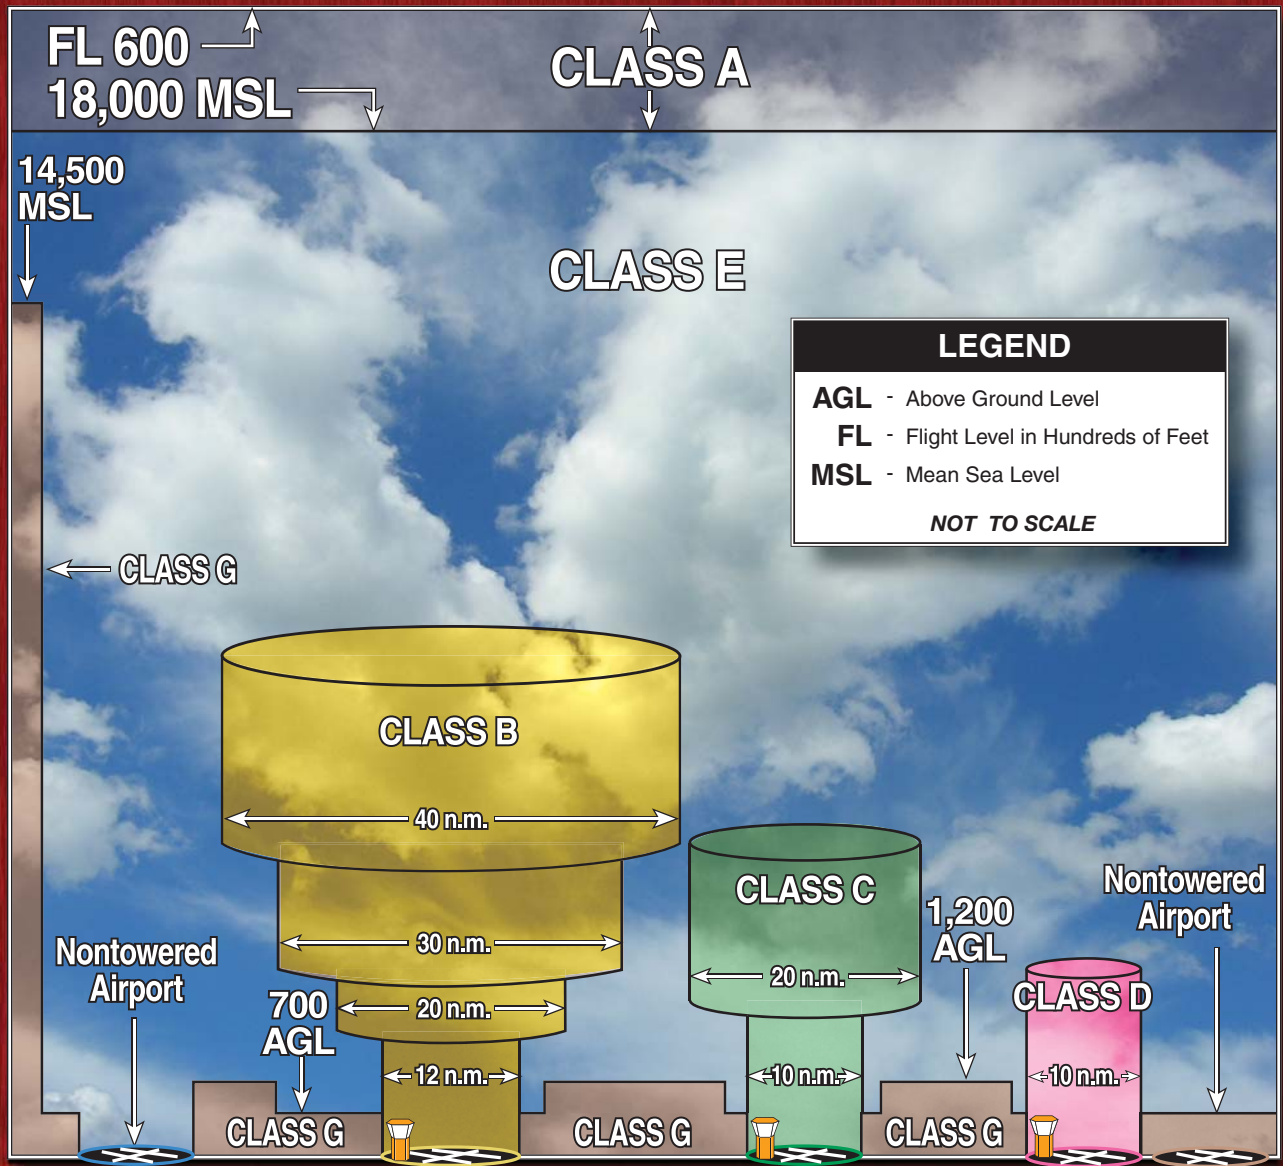 FL 600
18,000 MSL
CLASS A
14,500
MSL
CLASS E
LEGEND
AGL - Above Ground Level
FL - Flight Level in Hundreds of Feet
MSL - Mean Sea Level
NOT TO SCALE
CLASS G
CLASS B
40 n.m.
30 n.m.
20 n.m.
12 n.m.
CLASS C
20 n.m.
10 n.m.
1,200
AGL
Nontowered
Airport
CLASS D
10 n.m.
Nontowered
Airport
700
AGL
CLASS G
CLASS G
CLASS G